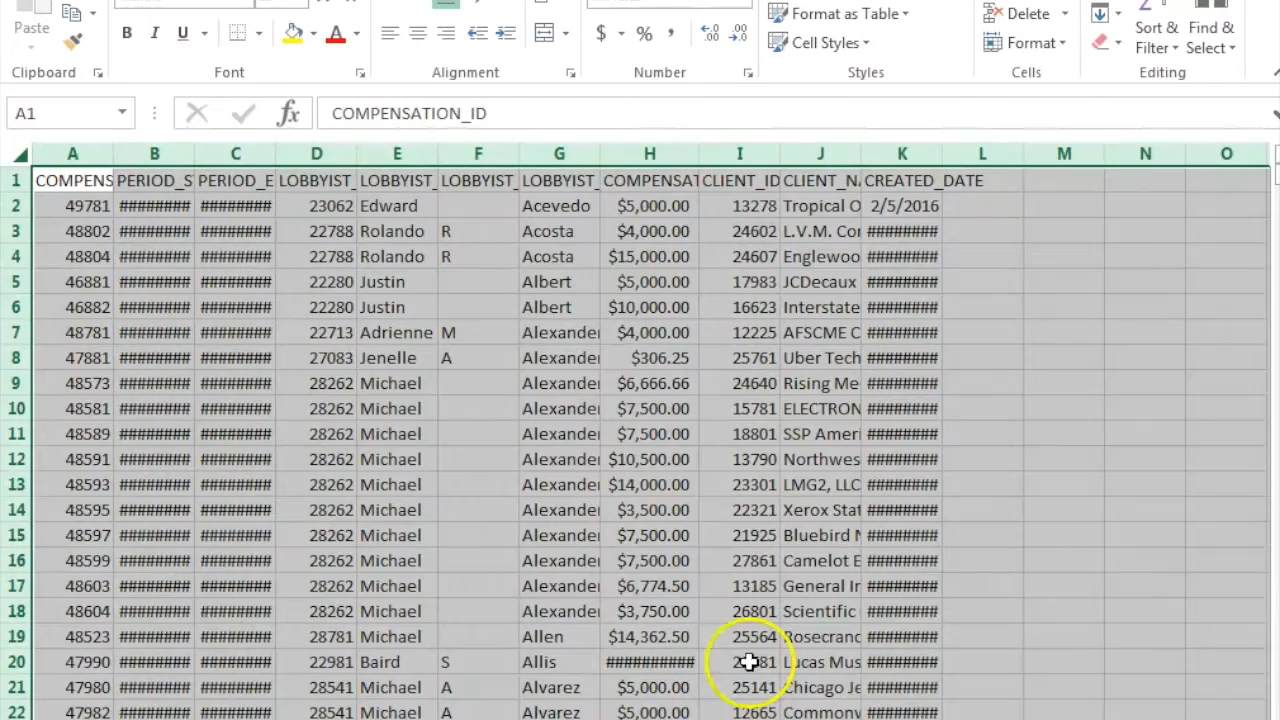 Paste
B I U A
$ % , .00 .0
Format as Table
Cell Styles
Delete
Format
Sort & Find &
Filter Select
Clipboard Font Alignment Number Styles Cells Editing
A1 fx COMPENSATION_ID
A B C D E F G H I J K L M N O
1 COMPENS PERIOD_S PERIOD_E LOBBYIST_ LOBBYIST_ LOBBYIST_ LOBBYIST_ COMPENSAT CLIENT_ID CLIENT_NA CREATED_DATE
2 49781 ######## ######## 23062 Edward Acevedo $5,000.00 13278 Tropical O 2/5/2016
3 48802 ######## ######## 22788 Rolando R Acosta $4,000.00 24602 L.V.M. Cor ########
4 48804 ######## ######## 22788 Rolando R Acosta $15,000.00 24607 Englewoo ########
5 46881 ######## ######## 22280 Justin Albert $5,000.00 17983 JCDecaux ########
6 46882 ######## ######## 22280 Justin Albert $10,000.00 16623 Interstate ########
7 48781 ######## ######## 22713 Adrienne M Alexander $4,000.00 12225 AFSCME C ########
8 47881 ######## ######## 27083 Jenelle A Alexander $306.25 25761 Uber Tech ########
9 48573 ######## ######## 28262 Michael Alexander $6,666.66 24640 Rising Me ########
10 48581 ######## ######## 28262 Michael Alexander $7,500.00 15781 ELECTRON ########
11 48589 ######## ######## 28262 Michael Alexander $7,500.00 18801 SSP Ameri ########
12 48591 ######## ######## 28262 Michael Alexander $10,500.00 13790 Northwes ########
13 48593 ######## ######## 28262 Michael Alexander $14,000.00 23301 LMG2, LLC ########
14 48595 ######## ######## 28262 Michael Alexander $3,500.00 22321 Xerox Stat ########
15 48597 ######## ######## 28262 Michael Alexander $7,500.00 21925 Bluebird N ########
16 48599 ######## ######## 28262 Michael Alexander $7,500.00 27861 Camelot E ########
17 48603 ######## ######## 28262 Michael Alexander $6,774.50 13185 General In ########
18 48604 ######## ######## 28262 Michael Alexander $3,750.00 26801 Scientific ########
19 48523 ######## ######## 28781 Michael Allen $14,362.50 25564 Rosecranc ########
20 47990 ######## ######## 22981 Baird S Allis ########## Lucas Mus ########
21 47980 ######## ######## 28541 Michael A Alvarez $5,000.00 25141 Chicago Je ########
22 47982 ######## ######## 28541 Michael A Alvarez $5,000.00 12665 Commonw ########